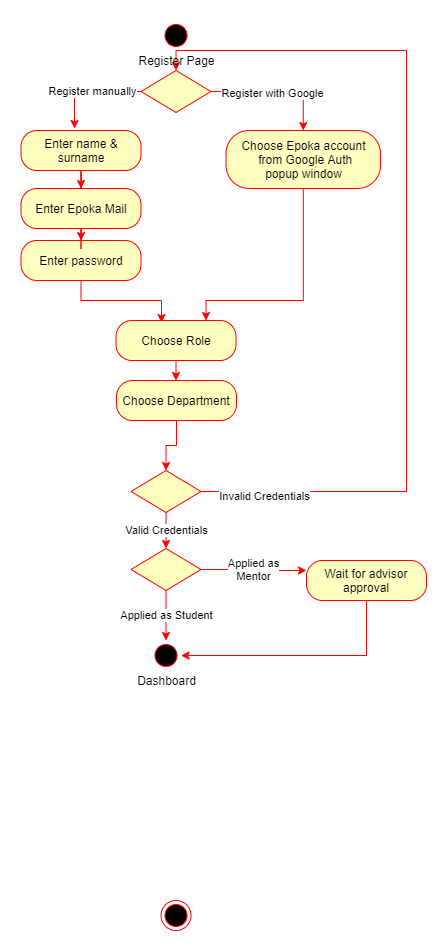 Register Page
Register manually
Register with Google
Enter name &
surname
Choose Epoka account
from Google Auth
popup window
Enter Epoka Mail
Enter password
Choose Role
Choose Department
Invalid Credentials
Valid Credentials
Applied as
Mentor
Wait for advisor
approval
Applied as Student
Dashboard